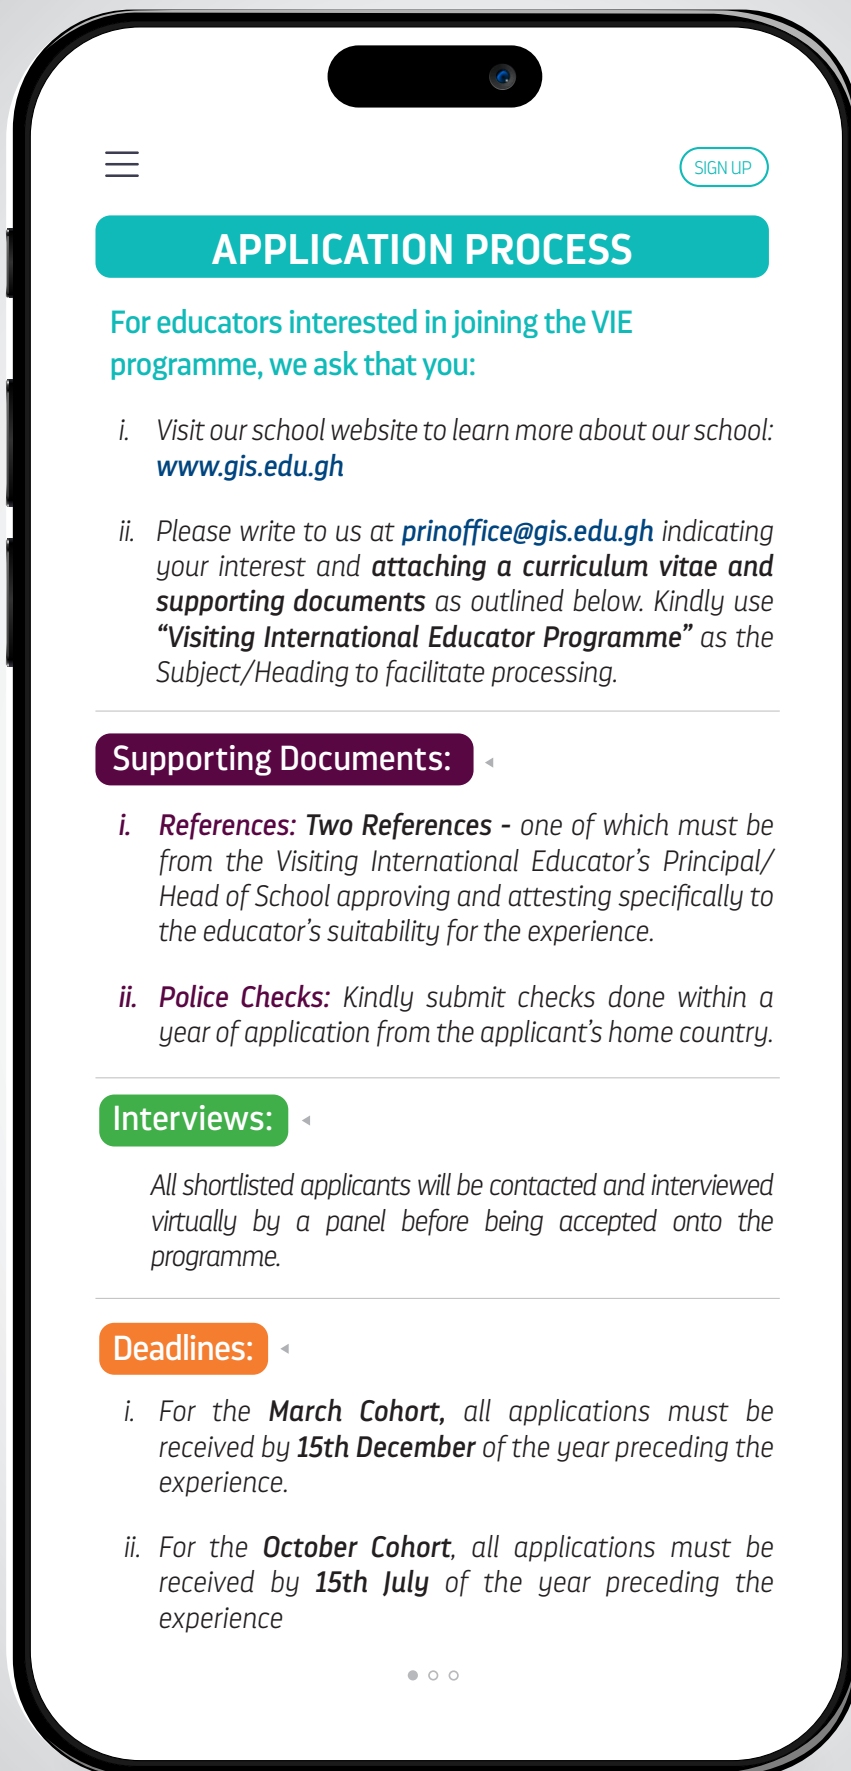 SIGN UP
APPLICATION PROCESS
For educators interested in joining the VIE
programme, we ask that you:
i. Visit our school website to learn more about our school:
www.gis.edu.gh
ii. Please write to us at prinoffice@gis.edu.gh indicating
your interest and attaching a curriculum vitae and
supporting documents as outlined below. Kindly use
“Visiting International Educator Programme” as the
Subject/Heading to facilitate processing.
Supporting Documents:
i. References: Two References - one of which must be
from the Visiting International Educator’s Principal/
Head of School approving and attesting specifically to
the educator’s suitability for the experience.
ii. Police Checks: Kindly submit checks done within a
year of application from the applicant’s home country.
Interviews:
All shortlisted applicants will be contacted and interviewed
virtually by a panel before being accepted onto the
programme.
Deadlines:
i. For the March Cohort, all applications must be
received by 15th December of the year preceding the
experience.
ii. For the October Cohort, all applications must be
received by 15th July of the year preceding the
experience